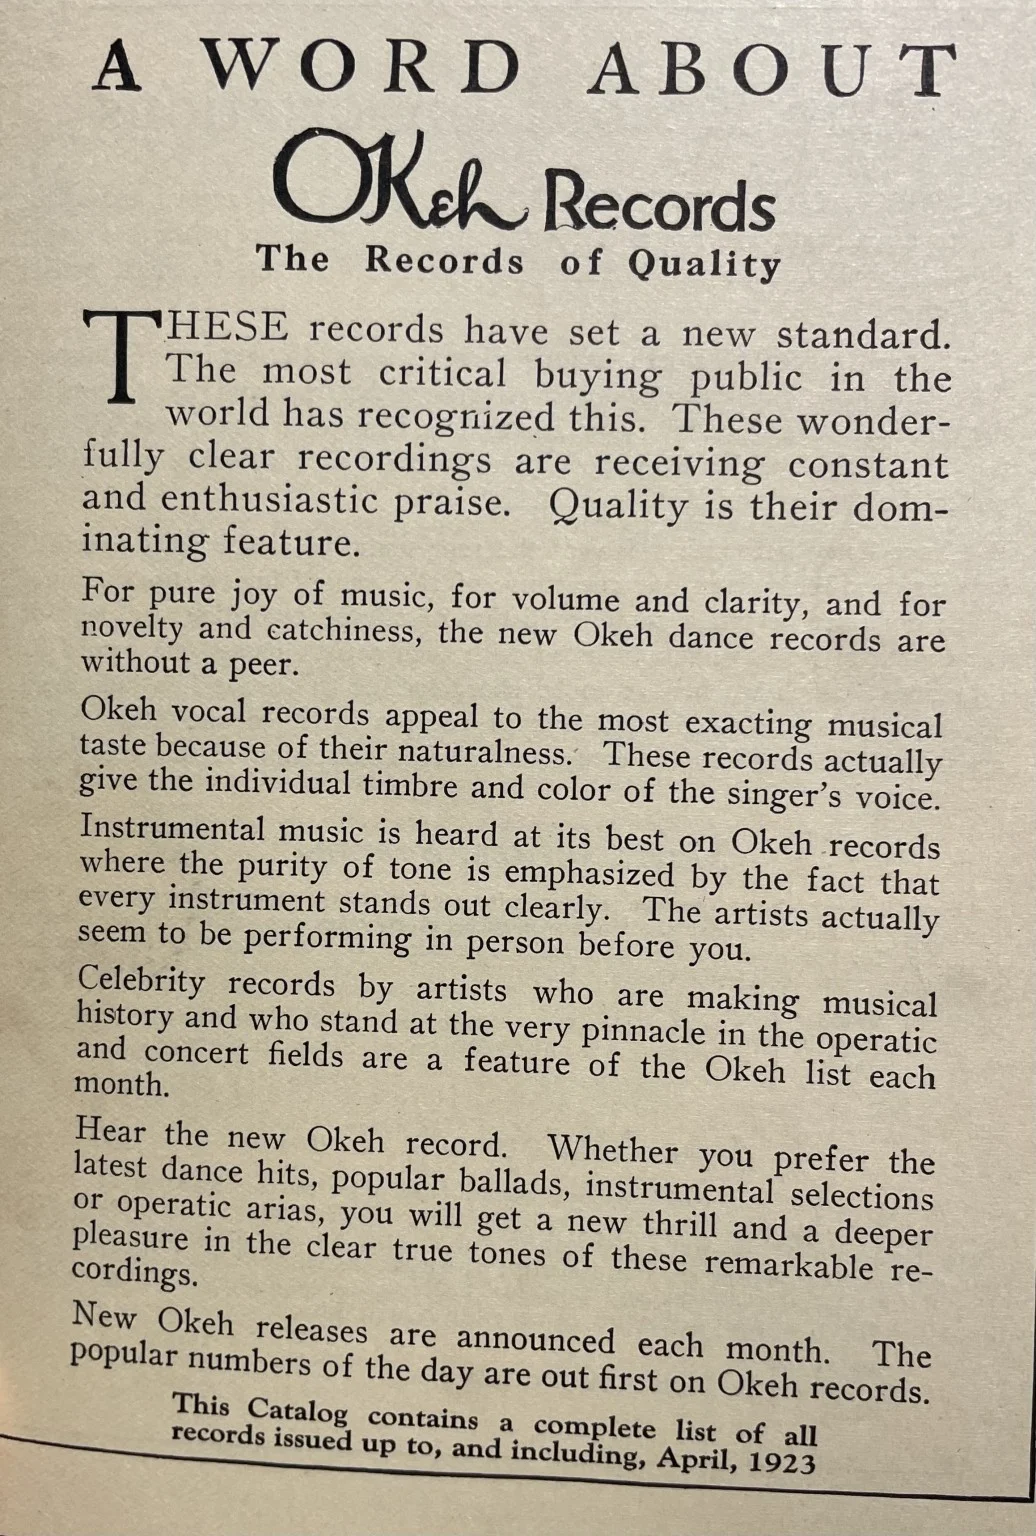 A WORD ABOUT
OKeh Records
The Records of Quality
THESE records have set a new standard.
The most critical buying public in the
world has recognized this. These wonder-
fully clear recordings are receiving constant
and enthusiastic praise. Quality is their dom-
inating feature.
For pure joy of music, for volume and clarity, and for
novelty and catchiness, the new Okeh dance records are
without a peer.
Okeh vocal records appeal to the most exacting musical
taste because of their naturalness. These records actually
give the individual timbre and color of the singer's voice.
Instrumental music is heard at its best on Okeh records
where the purity of tone is emphasized by the fact that
every instrument stands out clearly. The artists actually
seem to be performing in person before you.
Celebrity records by artists who are making musical
history and who stand at the very pinnacle in the operatic
and concert fields are a feature of the Okeh list each
month.
Hear the new Okeh record. Whether you prefer the
latest dance hits, popular ballads, instrumental selections
or operatic arias, you will get a new thrill and a deeper
pleasure in the clear true tones of these remarkable re-
cordings.
New Okeh releases are announced each month. The
popular numbers of the day are out first on Okeh records.
This Catalog contains a complete list of all
records issued up to, and including, April, 1923